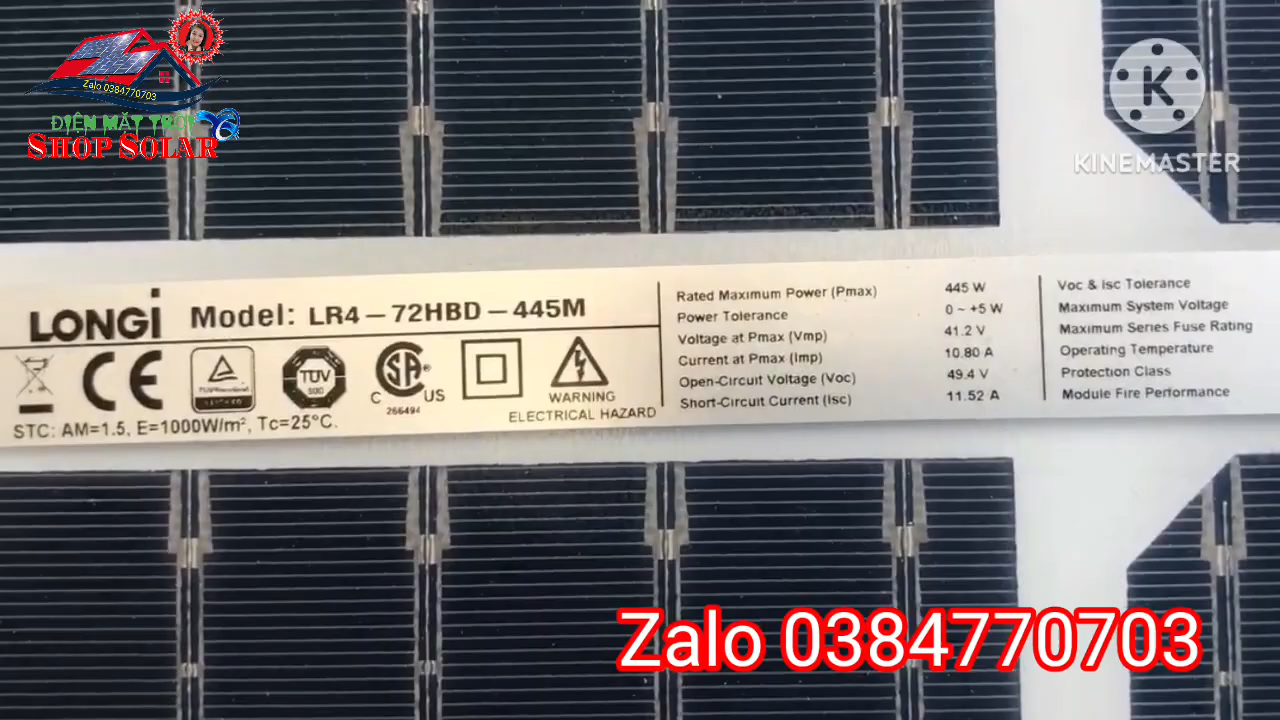 Zalo 0384770703
ĐIỆN MẶT TRỜI
SHOP SOLAR
K
KINEMASTER
LONGi Model: LR4-72HBD-445M
TÜV
SUD
C US
266494
WARNING
ELECTRICAL HAZARD
STC: AM=1.5, E=1000W/m², Tc=25°C.
Rated Maximum Power (Pmax) 445 W
Power Tolerance 0 ~ +5 W
Voltage at Pmax (Vmp) 41.2 V
Current at Pmax (Imp) 10.80 A
Open-Circuit Voltage (Voc) 49.4 V
Short-Circuit Current (Isc) 11.52 A
Voc & Isc Tolerance
Maximum System Voltage
Maximum Series Fuse Rating
Operating Temperature
Protection Class
Module Fire Performance
Zalo 0384770703